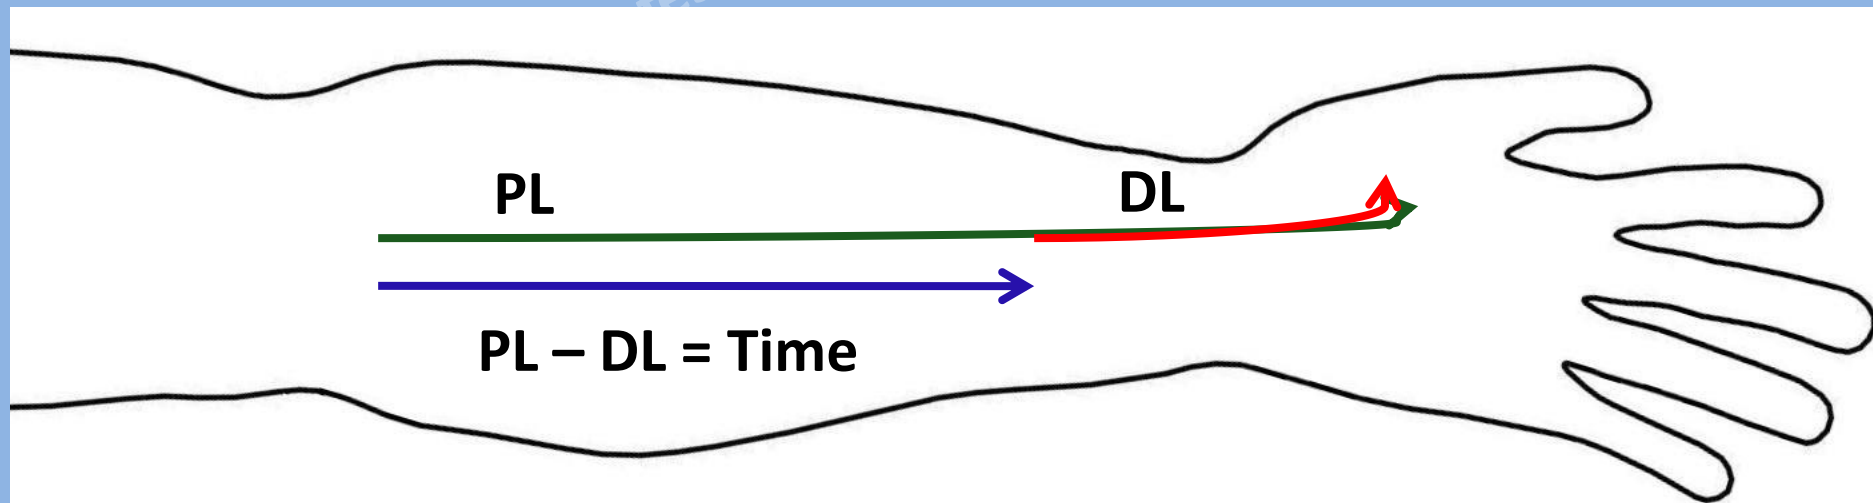 PL
DL
PL – DL = Time